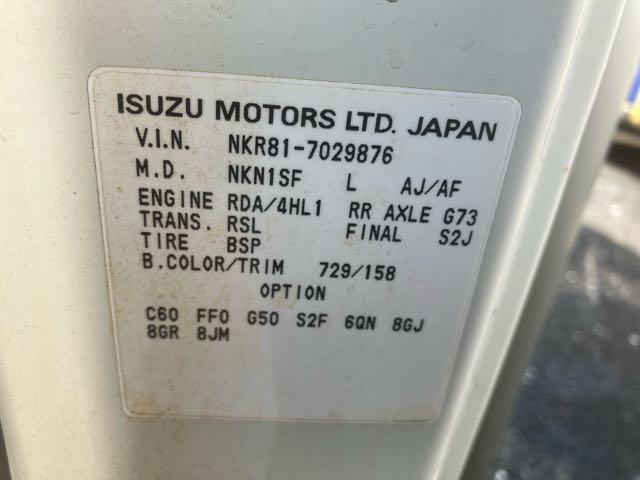 ISUZU MOTORS LTD. JAPAN
V.I.N. NKR81-7029876
M.D. NKN1SF L AJ/AF
ENGINE RDA/4HL1 RR AXLE G73
TRANS. RSL FINAL S2J
TIRE BSP
B.COLOR/TRIM 729/158
OPTION
C60 FF0 G50 S2F 6QN 8GJ
8GR 8JM